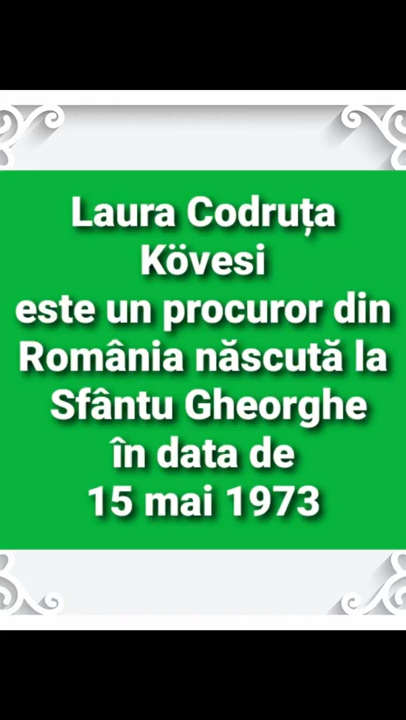 Laura Codruța
Kövesi
este un procuror din
România născută la
Sfântu Gheorghe
în data de
15 mai 1973